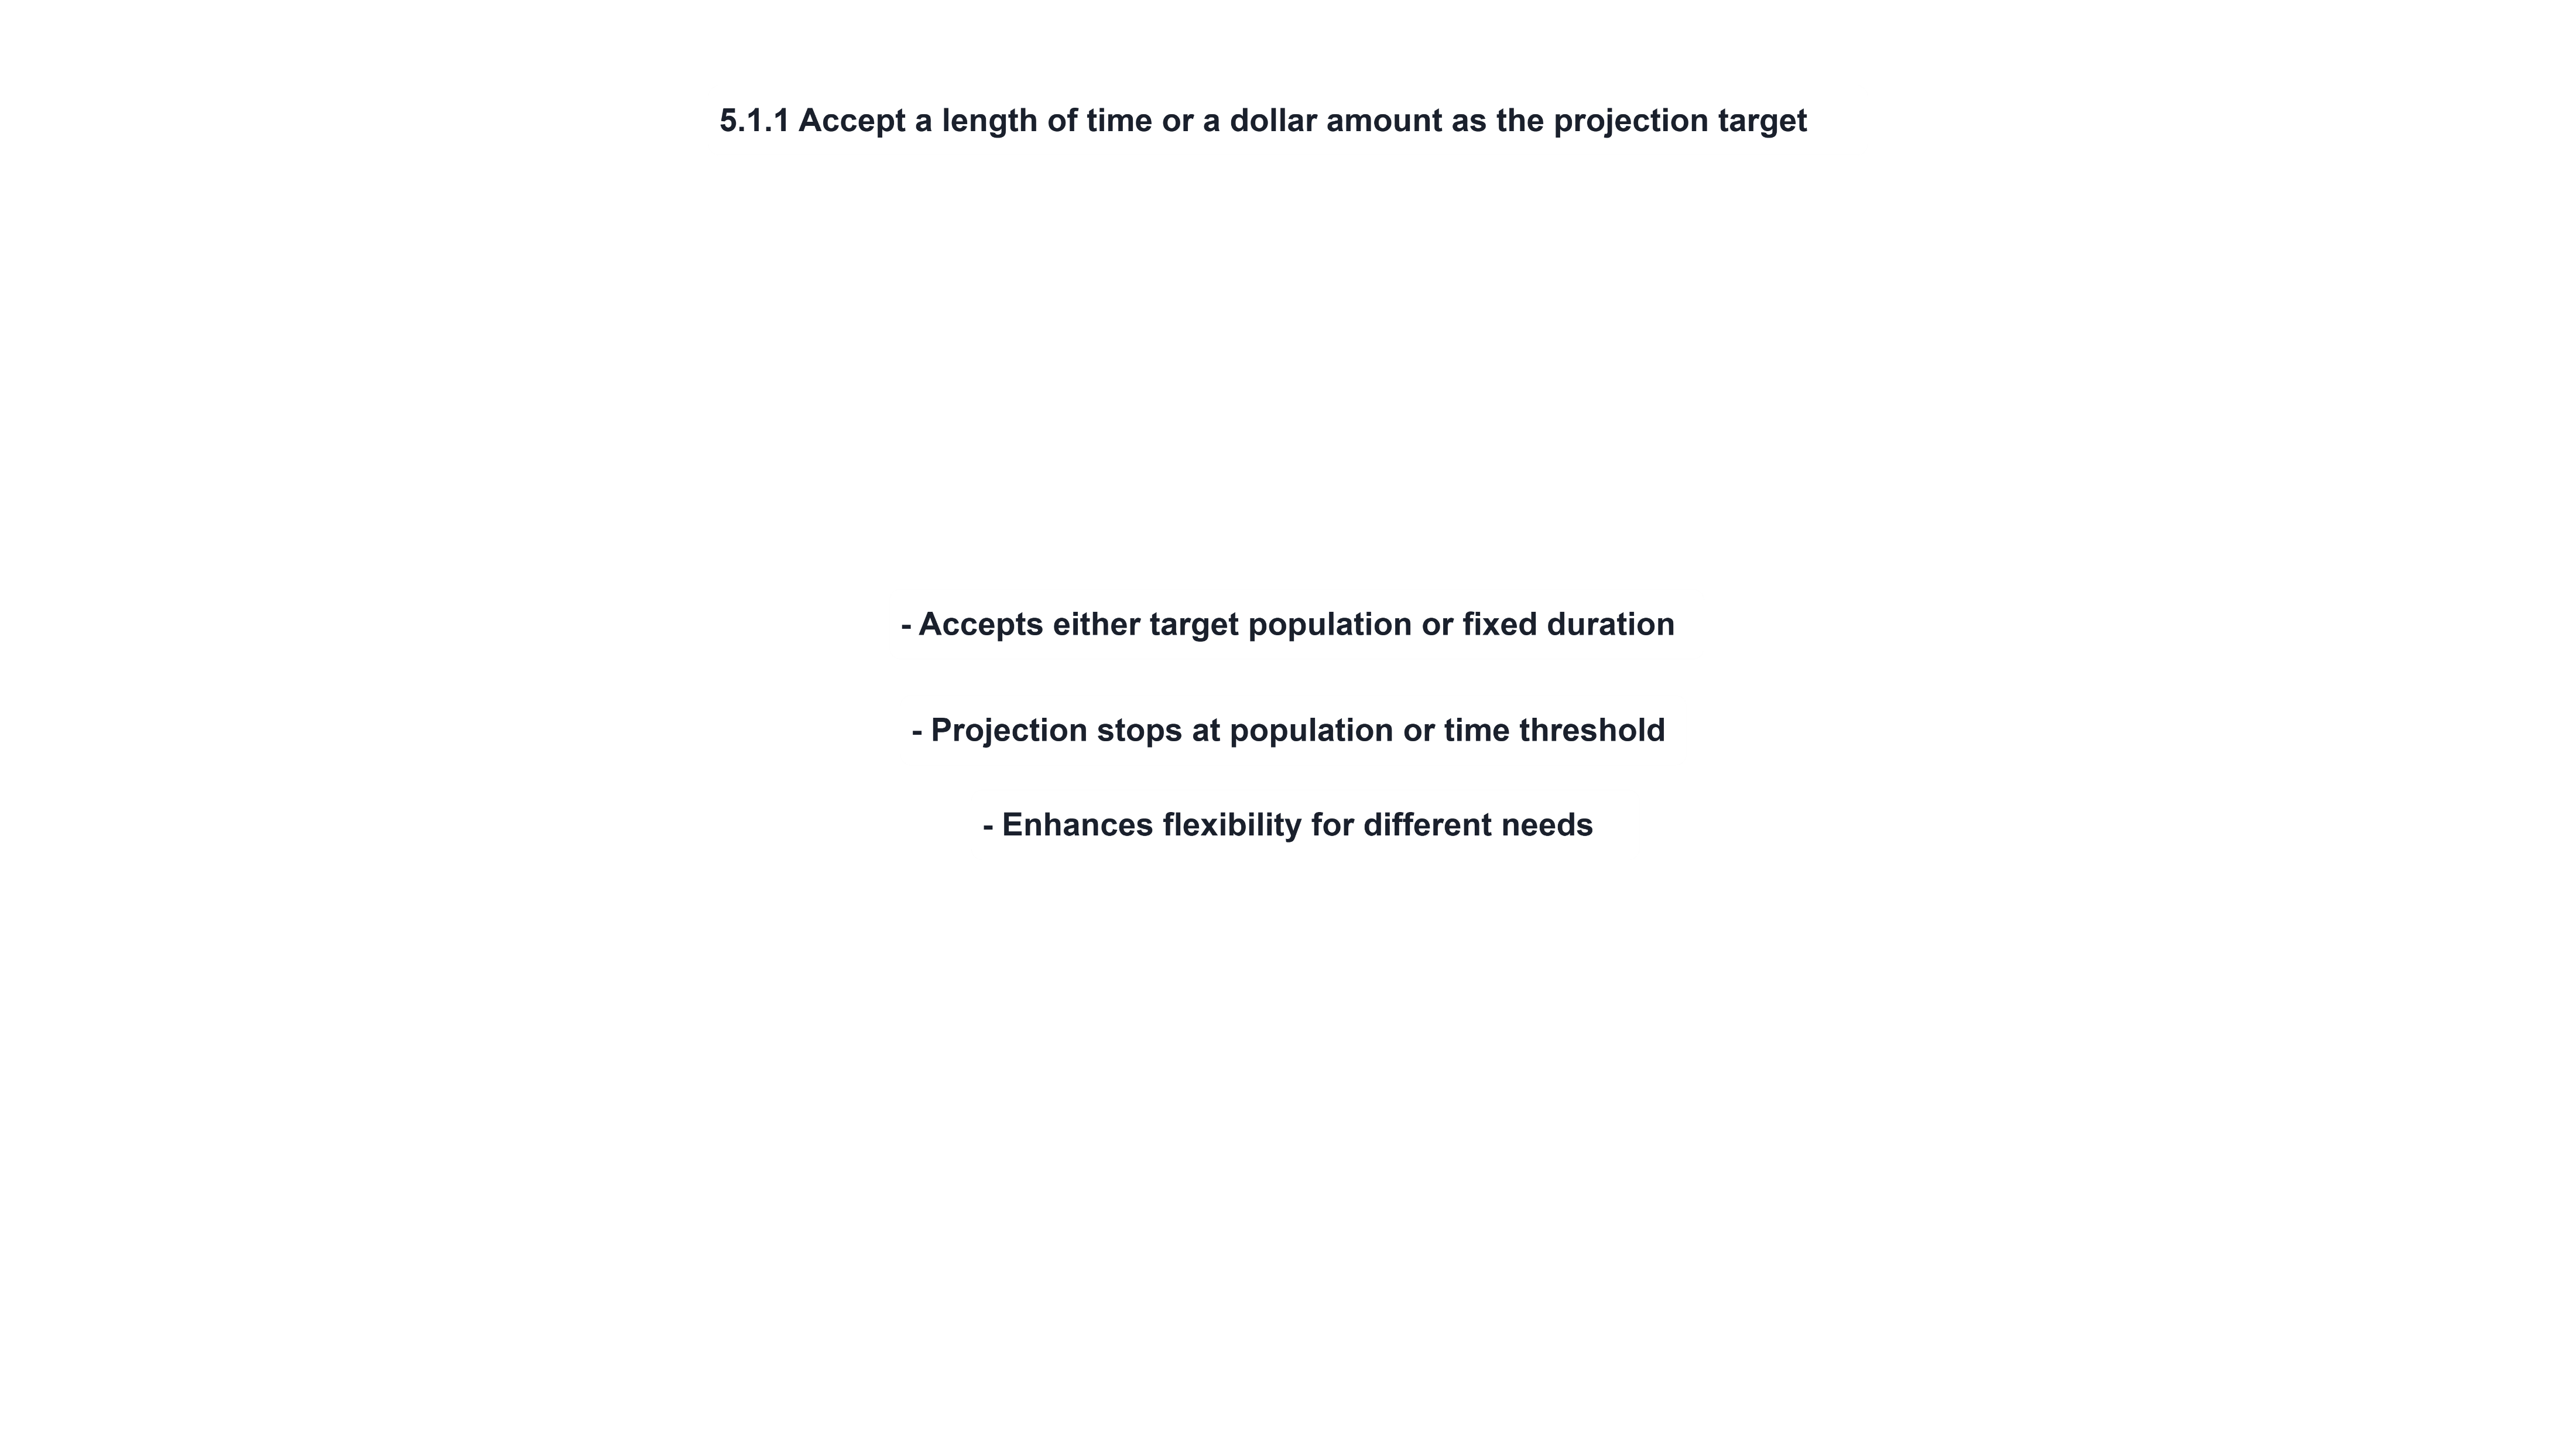 5.1.1 Accept a length of time or a dollar amount as the projection target
- Accepts either target population or fixed duration
- Projection stops at population or time threshold
- Enhances flexibility for different needs